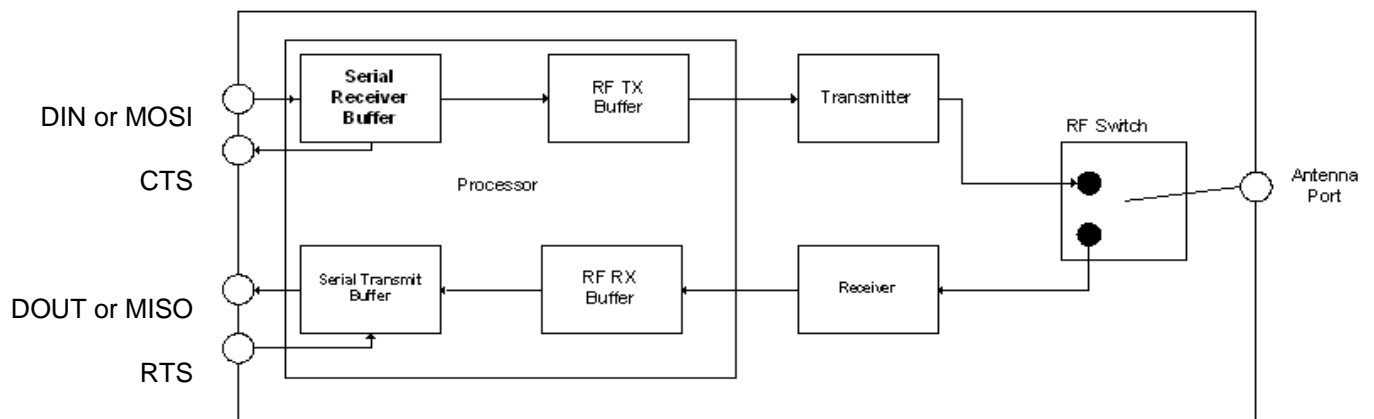 DIN or MOSI
CTS
Serial
Receiver
Buffer
RF TX
Buffer
Transmitter
RF Switch
Processor
Antenna
Port
DOUT or MISO
RTS
Serial Transmit
Buffer
RF RX
Buffer
Receiver